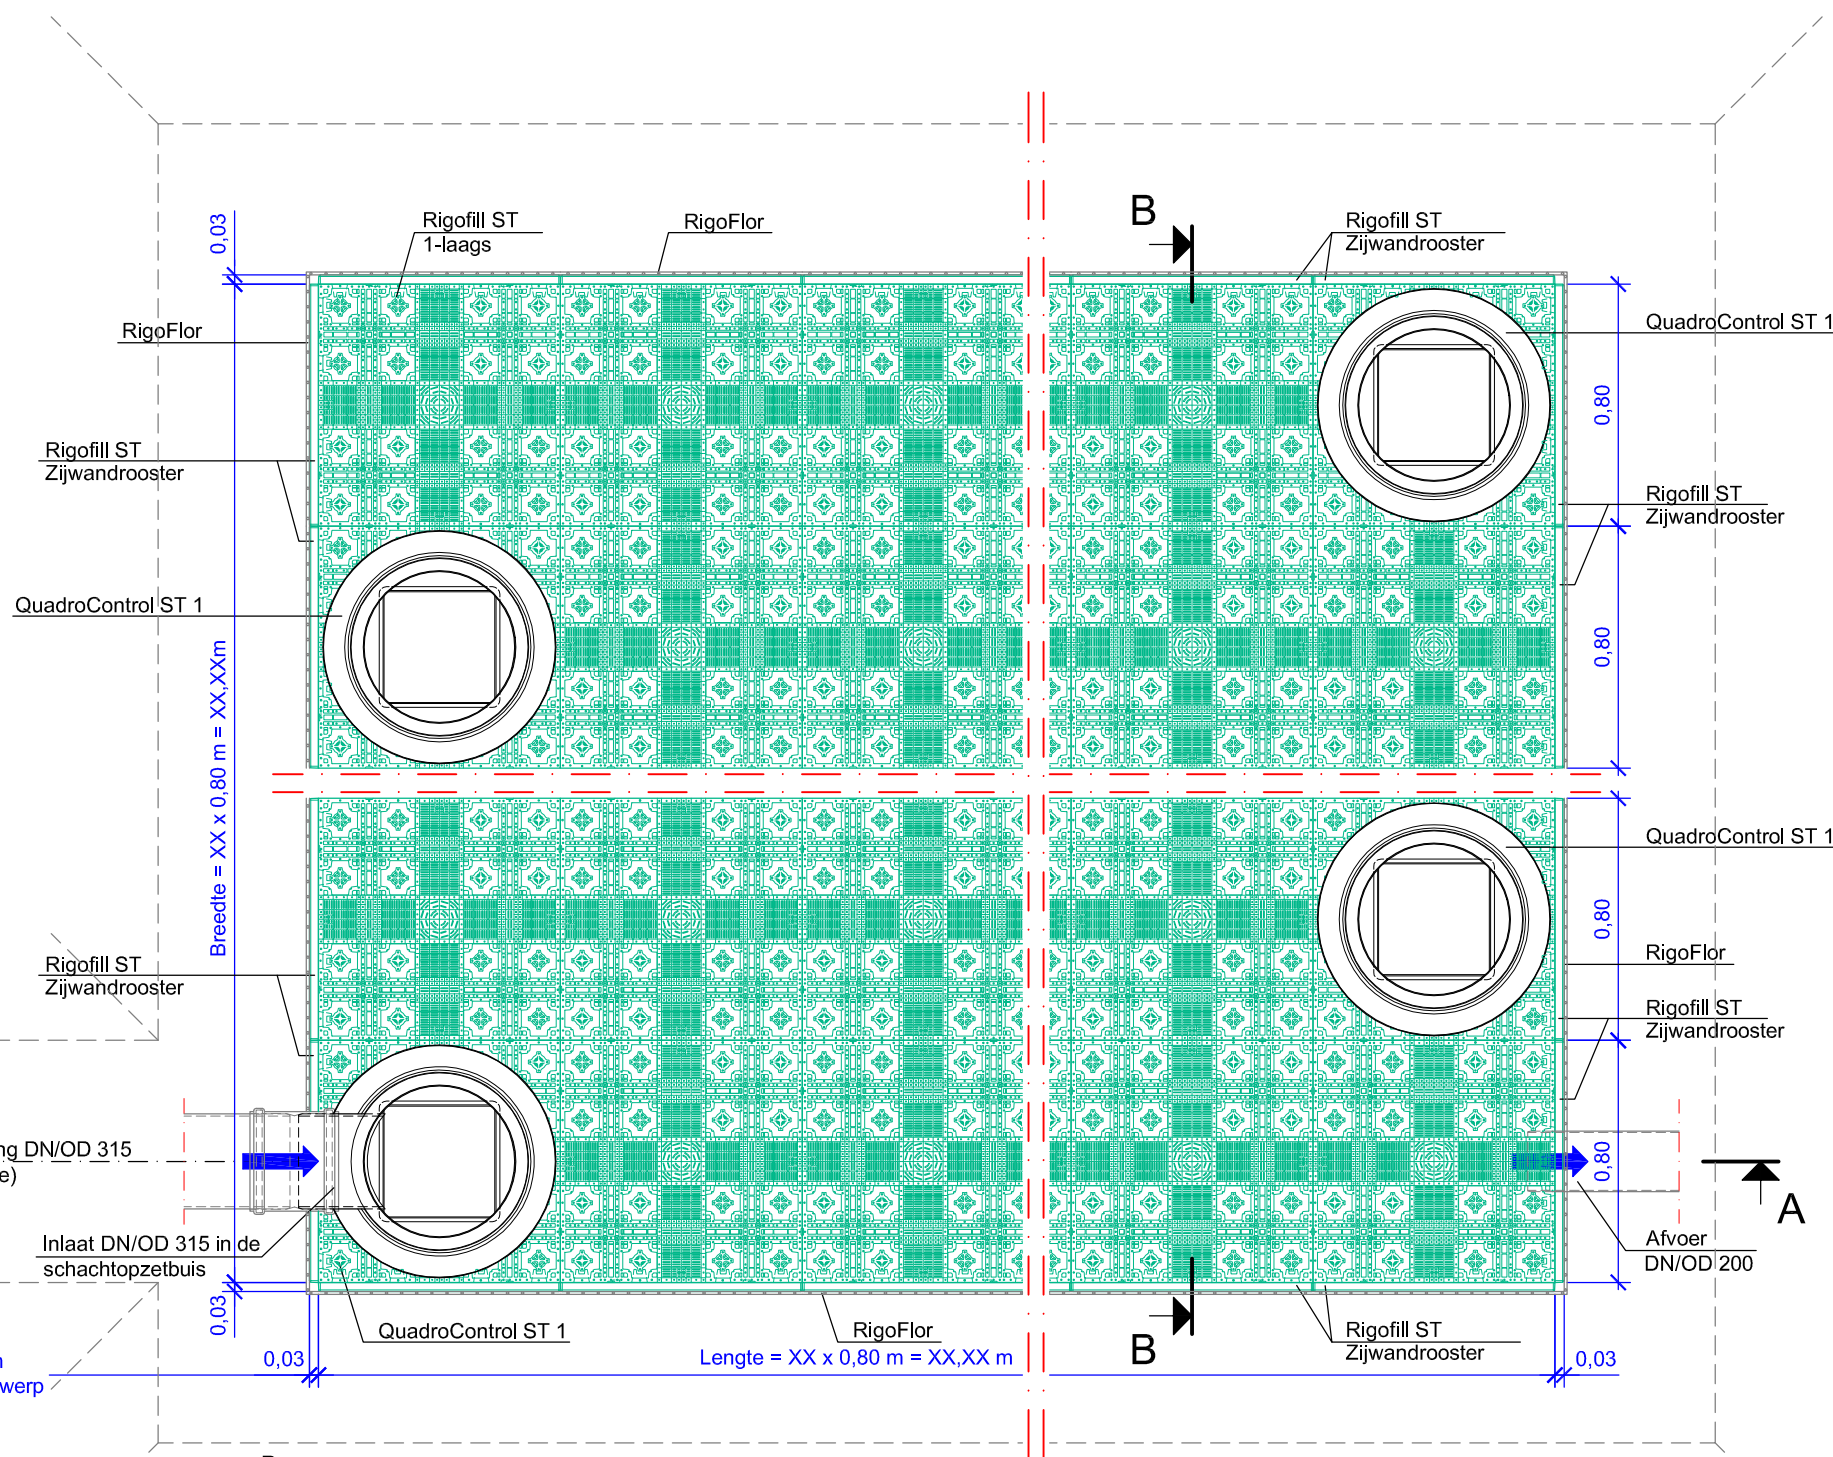 B
Rigofill ST
1-laags
RigoFlor
Rigofill ST
Zijwandrooster
0,03
RigoFlor
QuadroControl ST 1
0,80
Rigofill ST
Zijwandrooster
Rigofill ST
Zijwandrooster
QuadroControl ST 1
0,80
Breedte = XX x 0,80 m = XX,XXm
QuadroControl ST 1
0,80
Rigofill ST
Zijwandrooster
RigoFlor
Rigofill ST
Zijwandrooster
ng DN/OD 315
e)
0,80
A
Inlaat DN/OD 315 in de
schachtopzetbuis
Afvoer
DN/OD 200
0,03
QuadroControl ST 1
RigoFlor
B
Rigofill ST
Zijwandrooster
0,03
Lengte = XX x 0,80 m = XX,XX m
0,03
werp